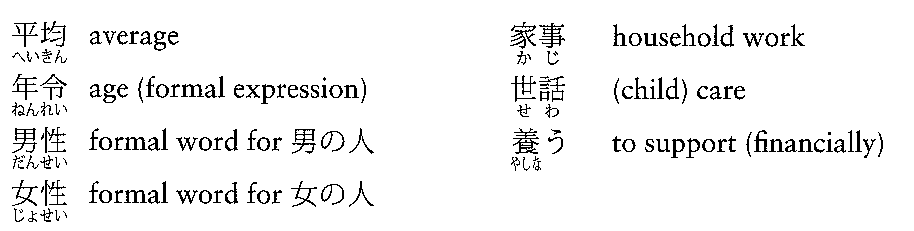 平均 average
へいきん
年令 age (formal expression)
ねんれい
男性 formal word for 男の人
だんせい
女性 formal word for 女の人
じょせい
家事 household work
か じ
世話 (child) care
せ わ
養う to support (financially)
やしな